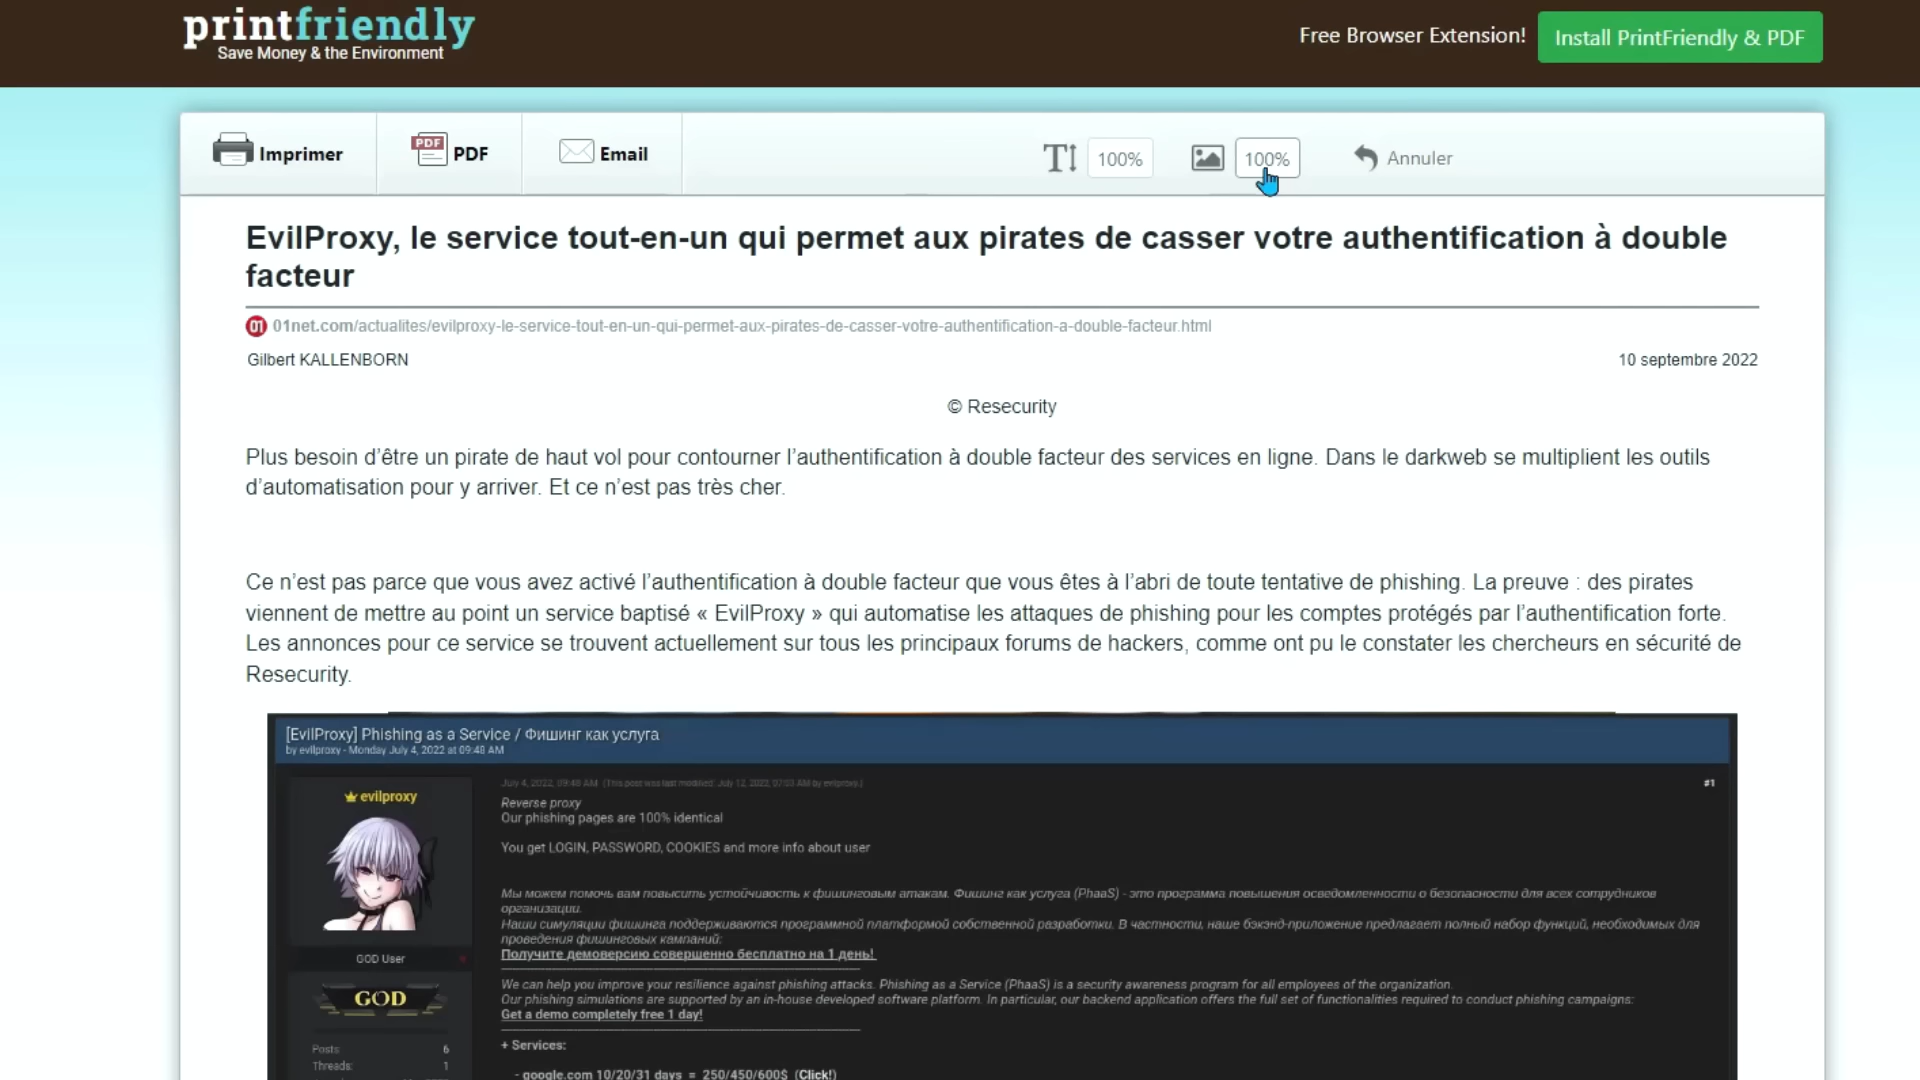 printfriendly
Save Money & the Environment
Free Browser Extension!
Install PrintFriendly & PDF
Imprimer
PDF
PDF
Email
100%
100%
Annuler
EvilProxy, le service tout-en-un qui permet aux pirates de casser votre authentification à double
facteur
01 01net.com/actualites/evilproxy-le-service-tout-en-un-qui-permet-aux-pirates-de-casser-votre-authentification-a-double-facteur.html
Gilbert KALLENBORN
10 septembre 2022
© Resecurity
Plus besoin d’être un pirate de haut vol pour contourner l’authentification à double facteur des services en ligne. Dans le darkweb se multiplient les outils
d’automatisation pour y arriver. Et ce n’est pas très cher.
Ce n’est pas parce que vous avez activé l’authentification à double facteur que vous êtes à l’abri de toute tentative de phishing. La preuve : des pirates
viennent de mettre au point un service baptisé « EvilProxy » qui automatise les attaques de phishing pour les comptes protégés par l’authentification forte.
Les annonces pour ce service se trouvent actuellement sur tous les principaux forums de hackers, comme ont pu le constater les chercheurs en sécurité de
Resecurity.
[EvilProxy] Phishing as a Service / Фишинг как услуга
by evilproxy - Monday July 4, 2022 at 09:48 AM
July 4, 2022, 09:48 AM (This post was last modified: July 12, 2022, 07:03 AM by evilproxy.)
#1
evilproxy
Reverse proxy
Our phishing pages are 100% identical
You get LOGIN, PASSWORD, COOKIES and more info about user
Мы можем помочь вам повысить устойчивость к фишинговым атакам. Фишинг как услуга (PhaaS) - это программа повышения осведомленности о безопасности для всех сотрудников
организации.
Наши симуляции фишинга поддерживаются программной платформой собственной разработки. В частности, наше бэкэнд-приложение предлагает полный набор функций, необходимых для
проведения фишинговых кампаний:
Получите демоверсию совершенно бесплатно на 1 день!
GOD User
We can help you improve your resilience against phishing attacks. Phishing as a Service (PhaaS) is a security awareness program for all employees of the organization.
Our phishing simulations are supported by an in-house developed software platform. In particular, our backend application offers the full set of functionalities required to conduct phishing campaigns:
Get a demo completely free 1 day!
GOD
+ Services:
Posts: 6
Threads: 1
- google.com 10/20/31 days = 250/450/600$ (Click!)